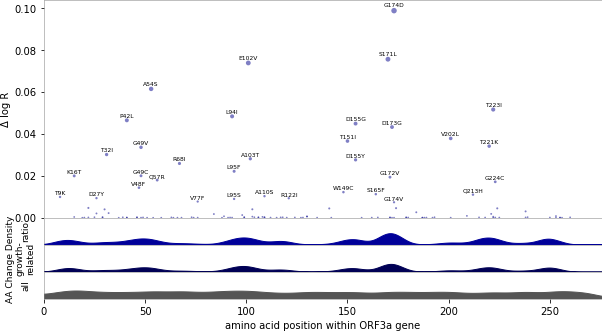 0.10
0.08
0.06
0.04
0.02
0.00
Δ log R
G174D
S171L
E102V
A54S
T223I
P42L
L94I
D155G
D173G
V202L
T151I
T221K
G49V
T32I
D155Y
A103T
R68I
L95F
K16T
G49C
Q57R
G172V
G224C
V48F
W149C
S165F
Q213H
T9K
D27Y
V77F
L95S
A110S
R122I
G174V
AA Change Density
ratio
growth-
related
all
0
50
100
150
200
250
amino acid position within ORF3a gene